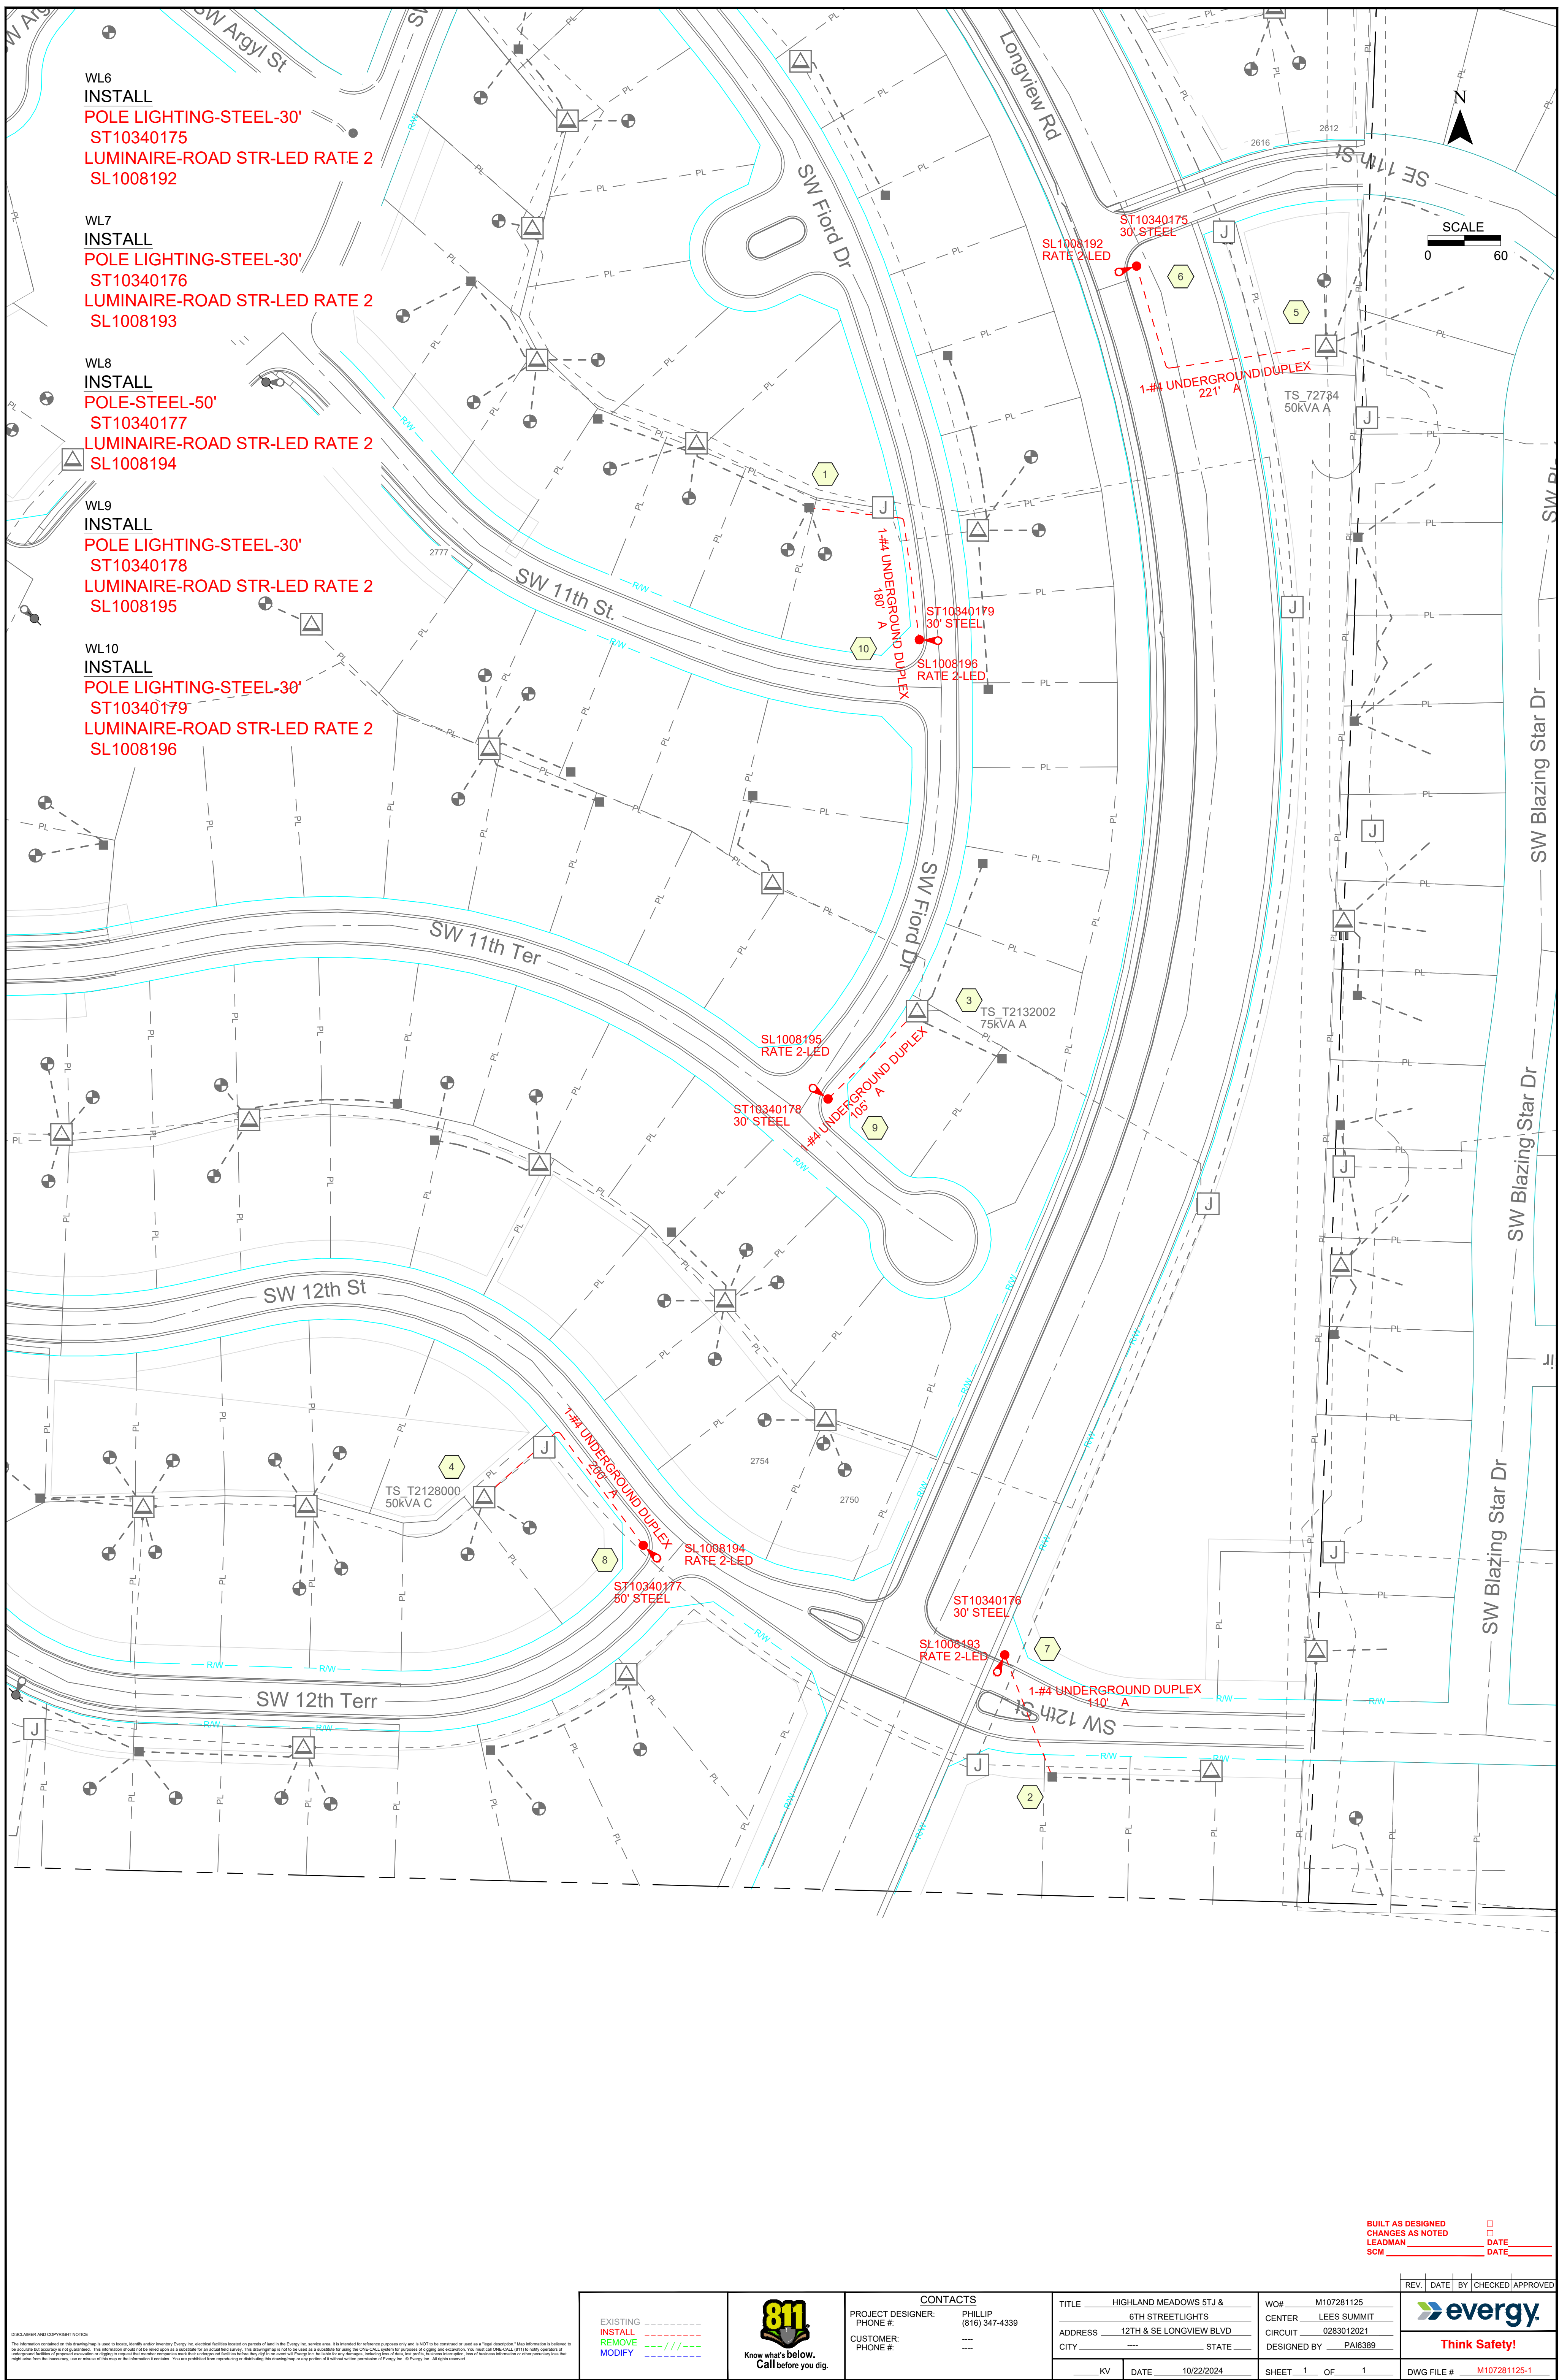 WL6
INSTALL
POLE LIGHTING-STEEL-30'
ST10340175
LUMINAIRE-ROAD STR-LED RATE 2
SL1008192
WL7
INSTALL
POLE LIGHTING-STEEL-30'
ST10340176
LUMINAIRE-ROAD STR-LED RATE 2
SL1008193
WL8
INSTALL
POLE-STEEL-50'
ST10340177
LUMINAIRE-ROAD STR-LED RATE 2
SL1008194
WL9
INSTALL
POLE LIGHTING-STEEL-30'
ST10340178
LUMINAIRE-ROAD STR-LED RATE 2
SL1008195
WL10
INSTALL
POLE LIGHTING-STEEL-30'
ST10340179
LUMINAIRE-ROAD STR-LED RATE 2
SL1008196
SW Argyl St
SW Fiord Dr
Longview Rd
SE 11th St
2612
2616
N
SCALE
0 60
ST10340175
30' STEEL
SL1008192
RATE 2-LED
6
5
1-#4 UNDERGROUND DUPLEX
221' A
TS_72734
50kVA A
1
1-#4 UNDERGROUND DUPLEX
180' A
ST10340179
30' STEEL
10
SL1008196
RATE 2-LED
2777
SW 11th St.
SW Blazing Star Dr
SW 11th Ter
SW Fiord Dr
3
TS_T2132002
75kVA A
SL1008195
RATE 2-LED
ST10340178
30' STEEL
1-#4 UNDERGROUND DUPLEX
105' A
9
SW Blazing Star Dr
SW 12th St
4
TS_T2128000
50kVA C
1-#4 UNDERGROUND DUPLEX
200' A
2754
2750
8
SL1008194
RATE 2-LED
ST10340177
50' STEEL
SW Blazing Star Dr
ST10340176
30' STEEL
SL1008193
RATE 2-LED
7
1-#4 UNDERGROUND DUPLEX
110' A
SW 12th St
SW 12th Terr
2
BUILT AS DESIGNED
CHANGES AS NOTED
LEADMAN DATE
SCM DATE
REV. DATE BY CHECKED APPROVED
EXISTING
INSTALL
REMOVE
MODIFY
811
Know what's below.
Call before you dig.
CONTACTS
PROJECT DESIGNER: PHILLIP
PHONE #: (816) 347-4339
CUSTOMER: ----
PHONE #: ----
TITLE HIGHLAND MEADOWS 5TJ &
6TH STREETLIGHTS
ADDRESS 12TH & SE LONGVIEW BLVD
CITY ---- STATE
KV DATE 10/22/2024
WO# M107281125
CENTER LEES SUMMIT
CIRCUIT 0283012021
DESIGNED BY PAI6389
SHEET 1 OF 1
evergy
Think Safety!
DWG FILE # M107281125-1
DISCLAIMER AND COPYRIGHT NOTICE